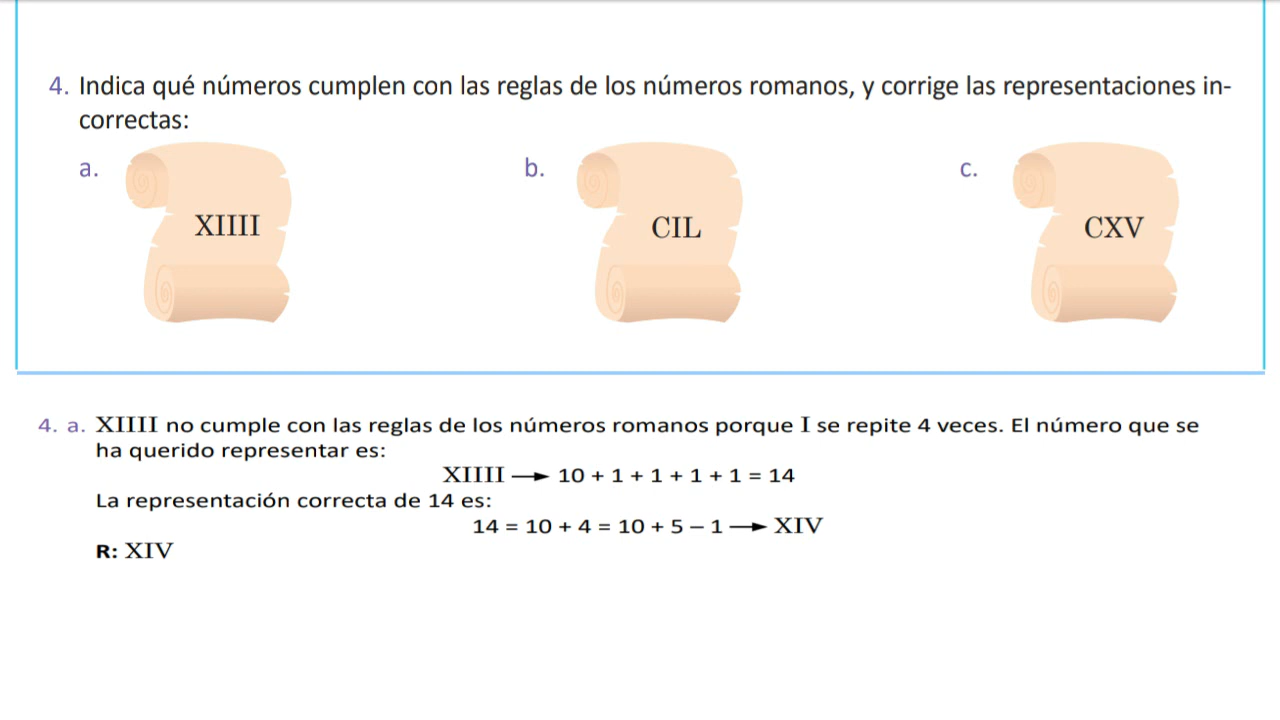 4. Indica qué números cumplen con las reglas de los números romanos, y corrige las representaciones in-
correctas:
a. XIIII b. CIL c. CXV
4. a. XIIII no cumple con las reglas de los números romanos porque I se repite 4 veces. El número que se
ha querido representar es:
XIIII → 10 + 1 + 1 + 1 + 1 = 14
La representación correcta de 14 es:
14 = 10 + 4 = 10 + 5 – 1 → XIV
R: XIV